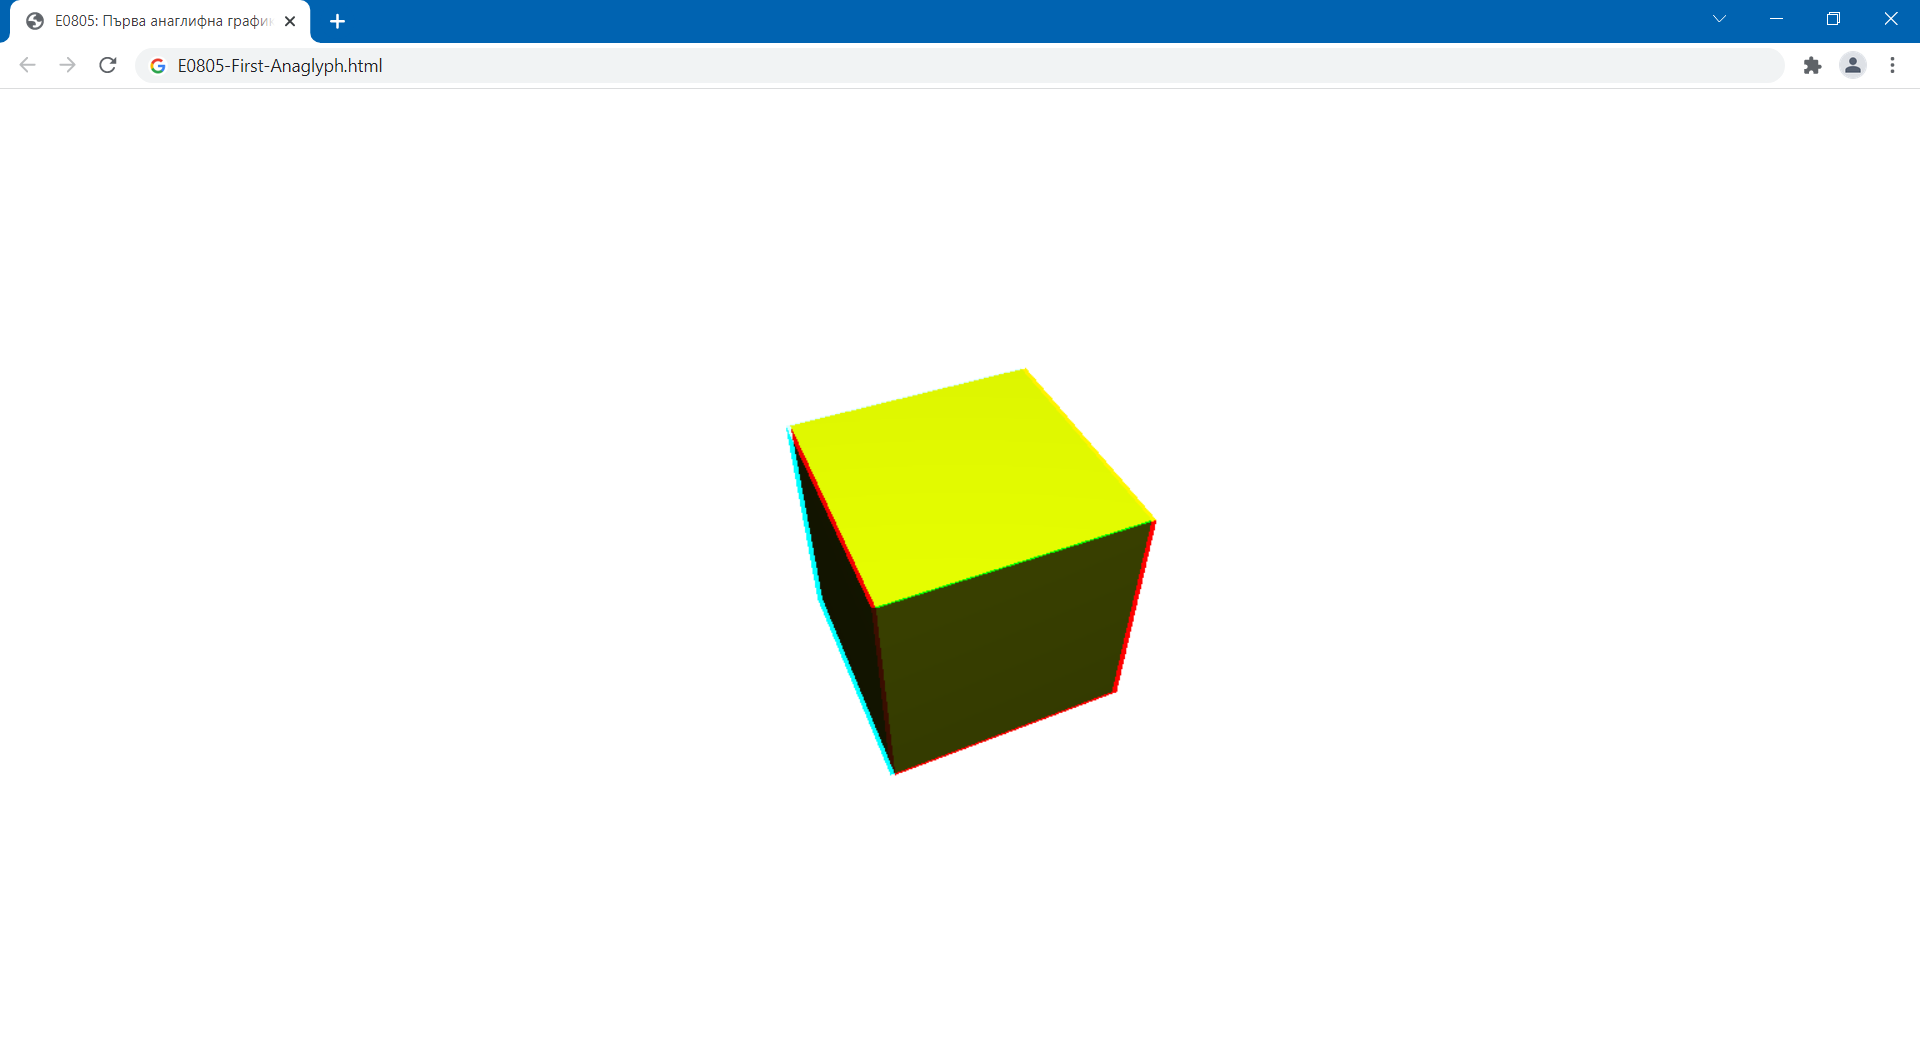 E0805: Първа анаглифна графи
E0805-First-Anaglyph.html